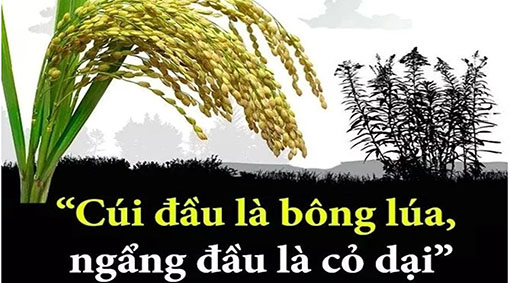 “Cúi đầu là bông lúa,
ngẩng đầu là cỏ dại”